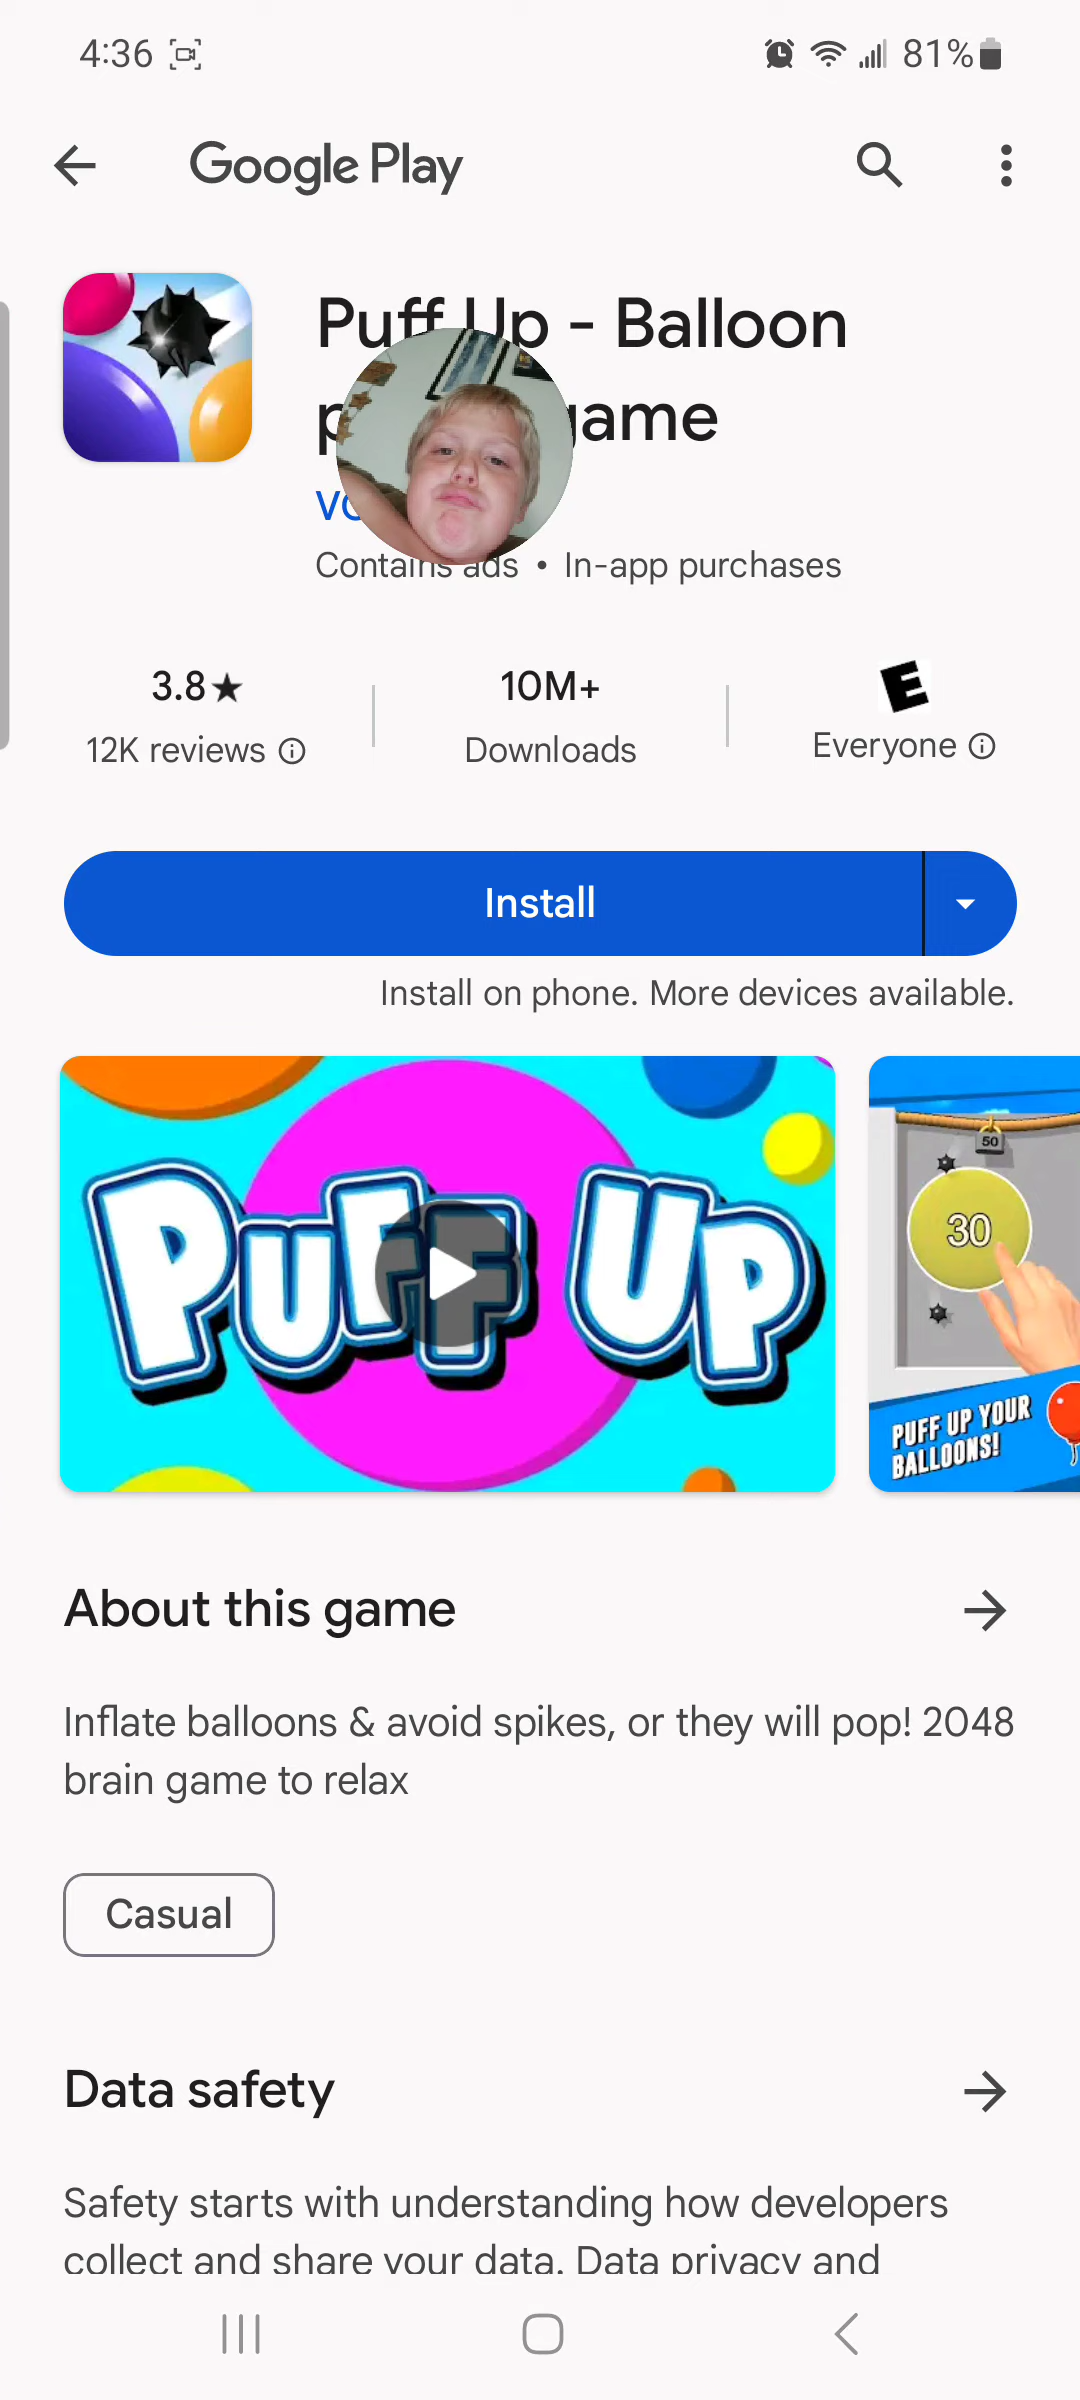 4:36 81%
Google Play
Puff Up - Balloon
game
Contains ads • In-app purchases
3.8★ 10M+ E
12K reviews Downloads Everyone
Install
Install on phone. More devices available.
PUFF UP
50
30
PUFF UP YOUR
BALLOONS!
About this game
Inflate balloons & avoid spikes, or they will pop! 2048
brain game to relax
Casual
Data safety
Safety starts with understanding how developers
collect and share your data. Data privacy and